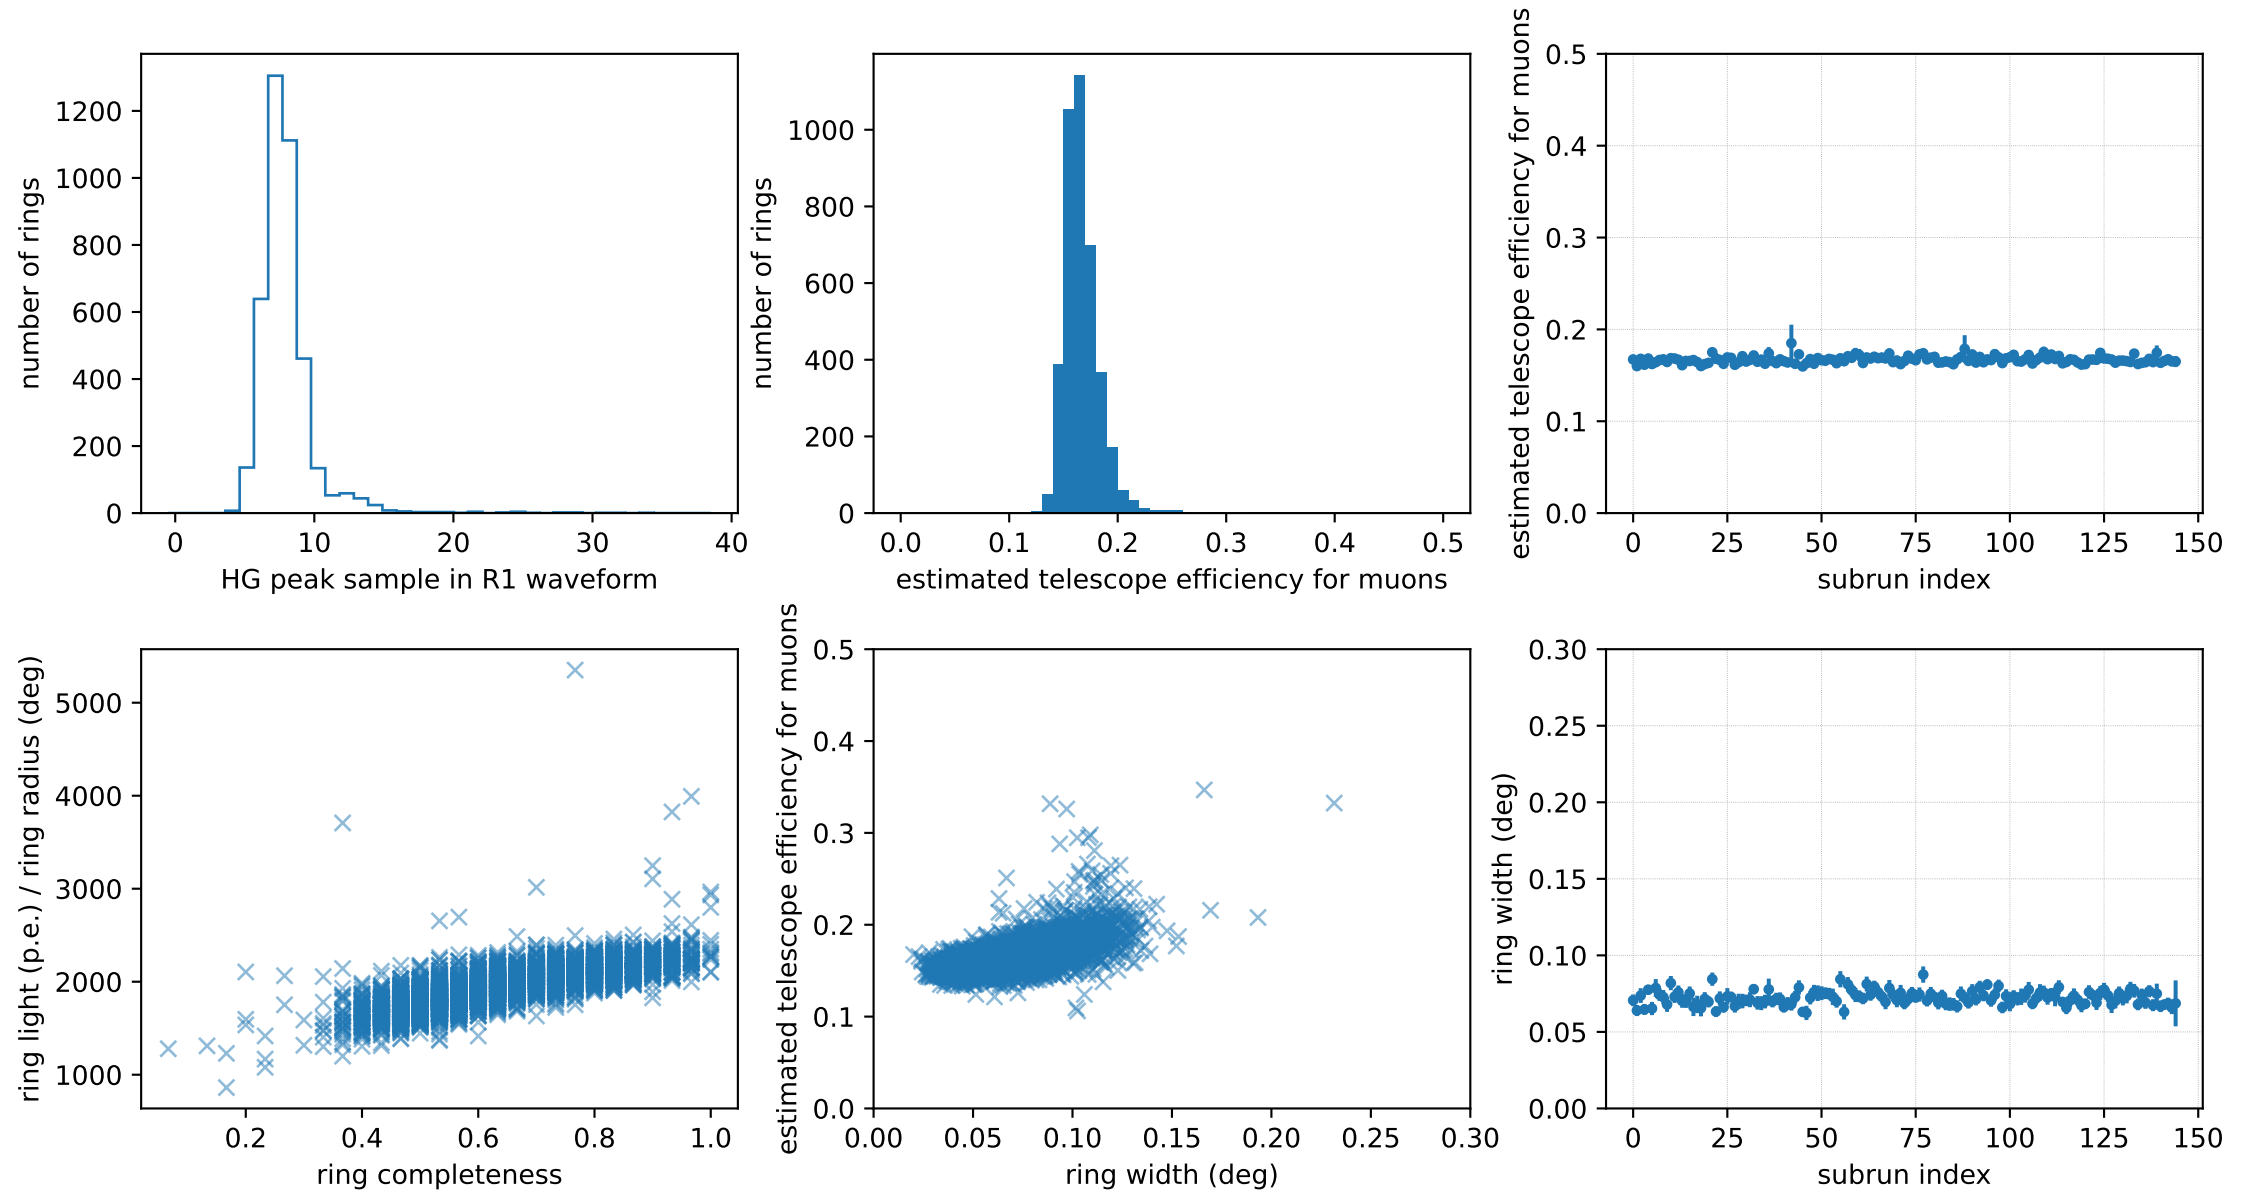 number of rings
1200
1000
800
600
400
200
0
0 10 20 30 40
HG peak sample in R1 waveform
number of rings
1000
800
600
400
200
0
0.0 0.1 0.2 0.3 0.4 0.5
estimated telescope efficiency for muons
estimated telescope efficiency for muons
0.5
0.4
0.3
0.2
0.1
0.0
0 25 50 75 100 125 150
subrun index
ring light (p.e.) / ring radius (deg)
5000
4000
3000
2000
1000
0.2 0.4 0.6 0.8 1.0
ring completeness
estimated telescope efficiency for muons
0.5
0.4
0.3
0.2
0.1
0.0
0.00 0.05 0.10 0.15 0.20 0.25 0.30
ring width (deg)
ring width (deg)
0.30
0.25
0.20
0.15
0.10
0.05
0.00
0 25 50 75 100 125 150
subrun index